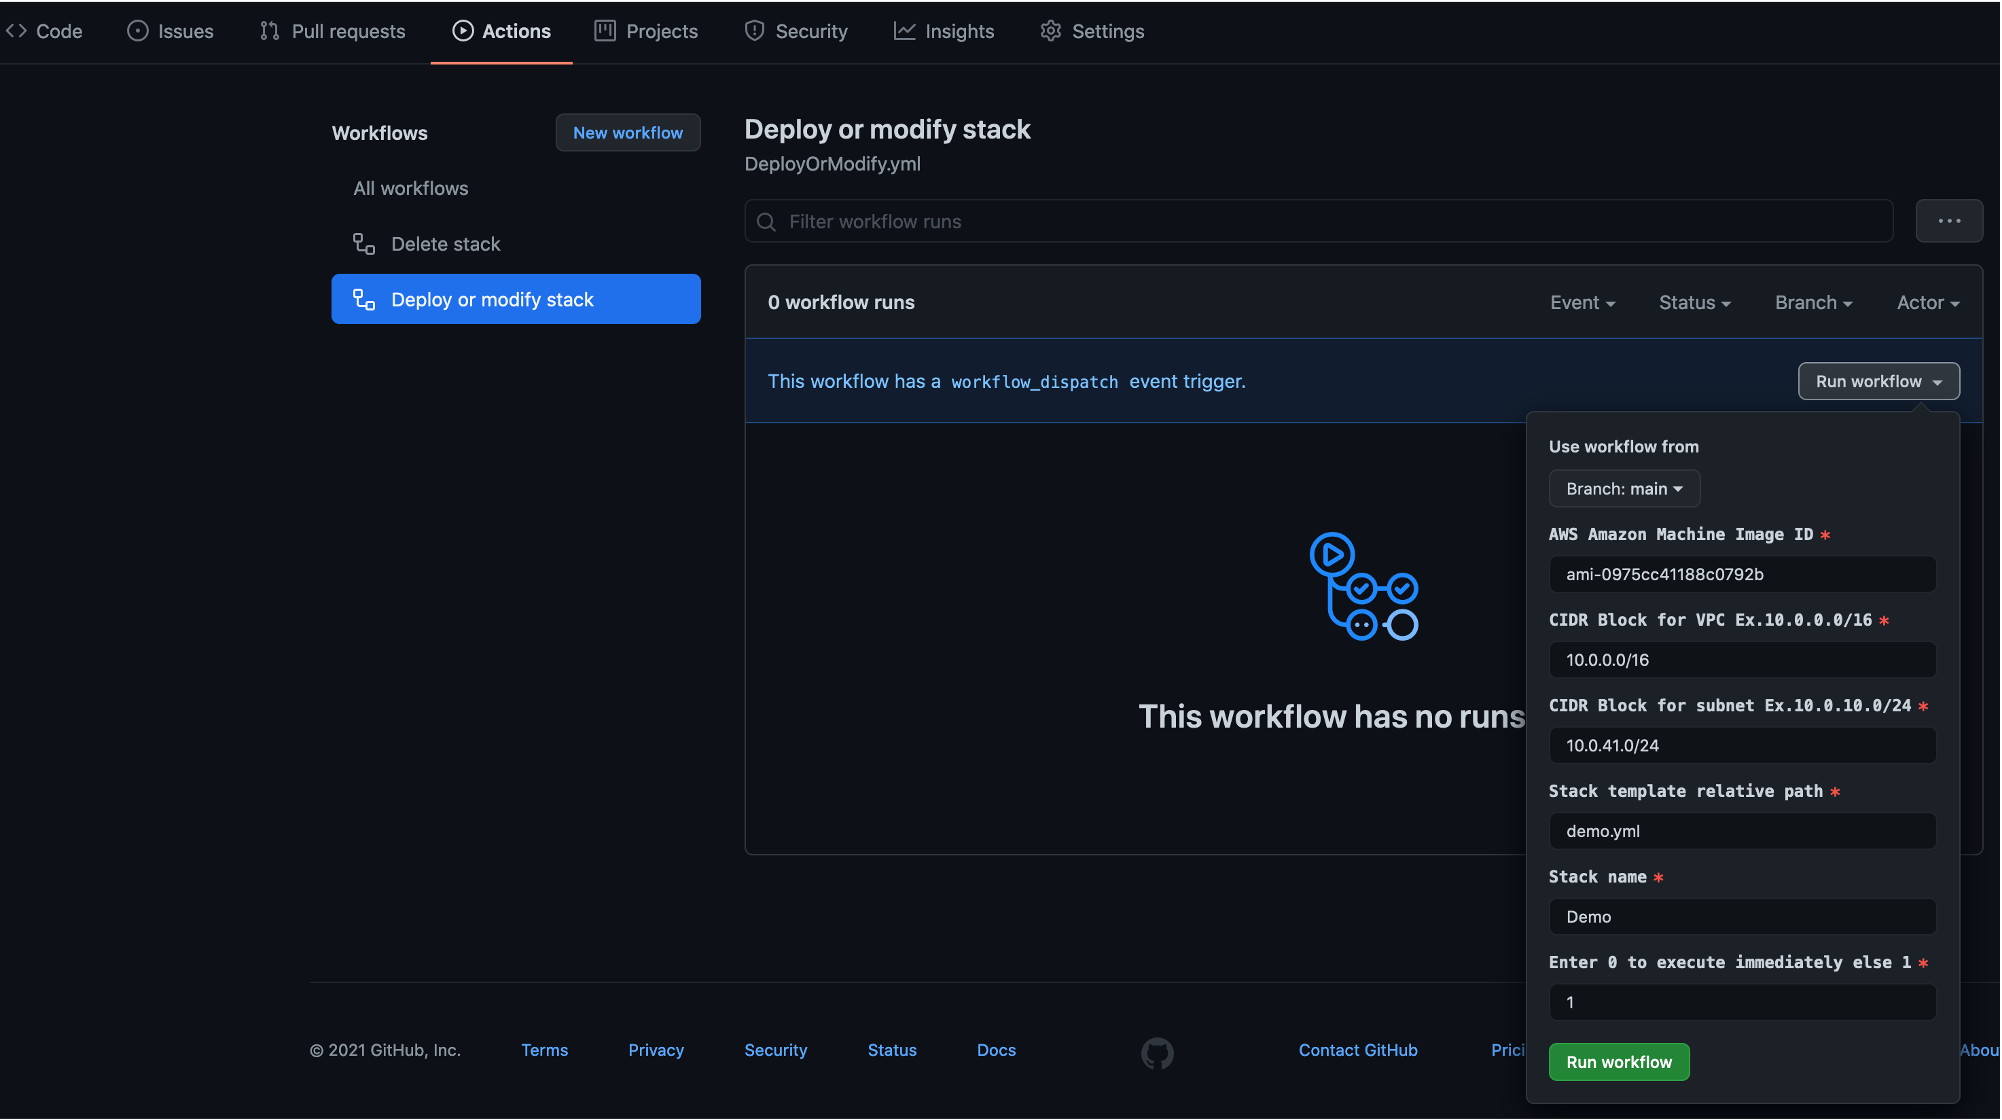 Code Issues Pull requests Actions Projects Security Insights Settings
Workflows
New workflow
All workflows
Delete stack
Deploy or modify stack
Deploy or modify stack
DeployOrModify.yml
Filter workflow runs
0 workflow runs
Event Status Branch Actor
This workflow has a workflow_dispatch event trigger.
Run workflow
This workflow has no runs
Use workflow from
Branch: main
AWS Amazon Machine Image ID *
ami-0975cc41188c0792b
CIDR Block for VPC Ex.10.0.0.0/16 *
10.0.0.0/16
CIDR Block for subnet Ex.10.0.10.0/24 *
10.0.41.0/24
Stack template relative path *
demo.yml
Stack name *
Demo
Enter 0 to execute immediately else 1 *
1
Run workflow
© 2021 GitHub, Inc. Terms Privacy Security Status Docs Contact GitHub Prici Abou